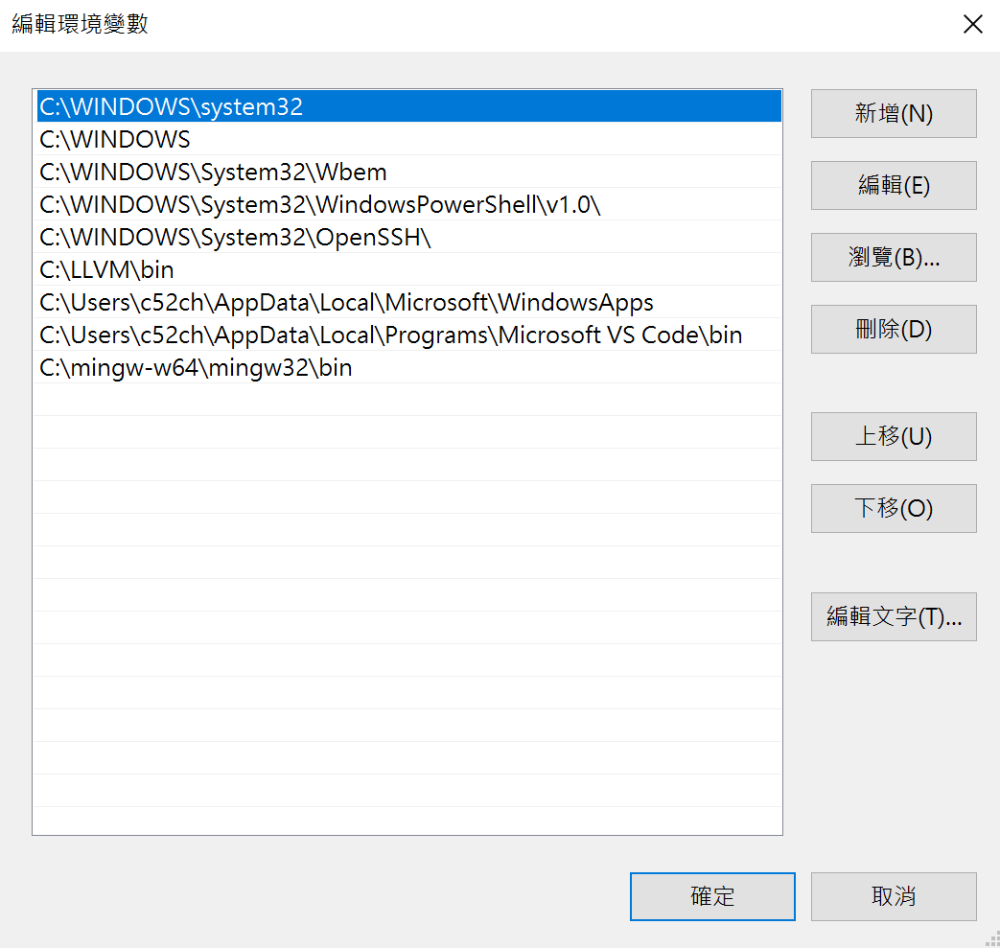 編輯環境變數
C:\WINDOWS\system32
C:\WINDOWS
C:\WINDOWS\System32\Wbem
C:\WINDOWS\System32\WindowsPowerShell\v1.0\
C:\WINDOWS\System32\OpenSSH\
C:\LLVM\bin
C:\Users\c52ch\AppData\Local\Microsoft\WindowsApps
C:\Users\c52ch\AppData\Local\Programs\Microsoft VS Code\bin
C:\mingw-w64\mingw32\bin
新增(N)
編輯(E)
瀏覽(B)...
刪除(D)
上移(U)
下移(O)
編輯文字(T)...
確定
取消